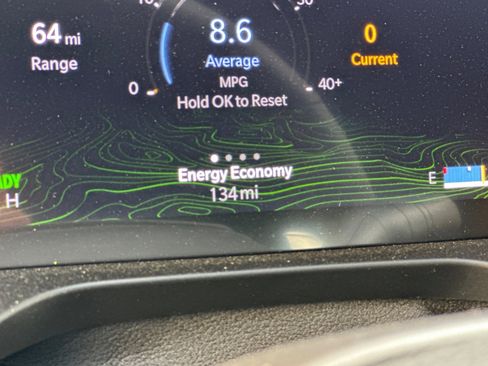 64 mi
Range
8.6
Average
MPG
Hold OK to Reset
0
40+
0
Current
Energy Economy
134 mi
H
E